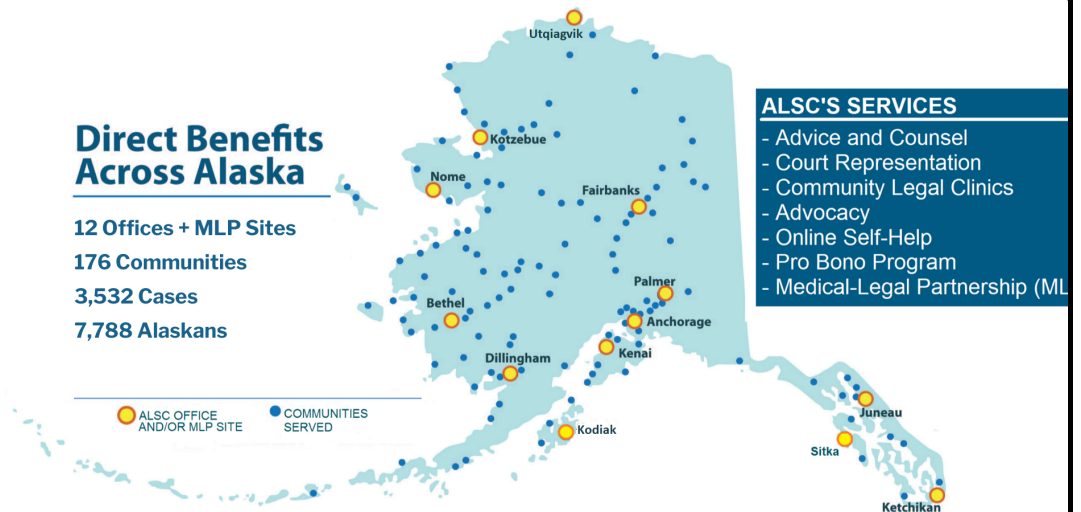 Direct Benefits
Across Alaska
12 Offices + MLP Sites
176 Communities
3,532 Cases
7,788 Alaskans
ALSC OFFICE
AND/OR MLP SITE
COMMUNITIES
SERVED
Utqiagvik
Kotzebue
Nome
Fairbanks
Palmer
Bethel
Anchorage
Kenai
Dillingham
Kodiak
Juneau
Sitka
Ketchikan
ALSC'S SERVICES
- Advice and Counsel
- Court Representation
- Community Legal Clinics
- Advocacy
- Online Self-Help
- Pro Bono Program
- Medical-Legal Partnership (ML